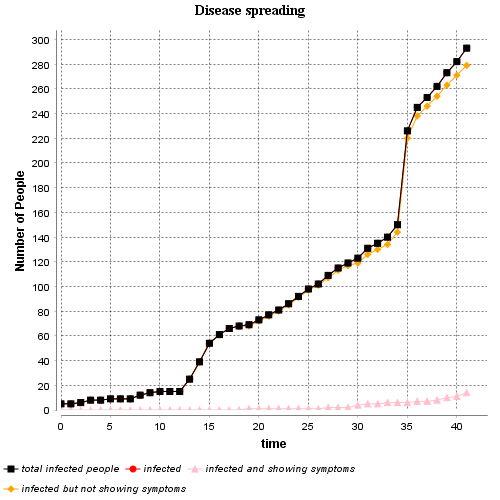 Disease spreading
Number of People
300
280
260
240
220
200
180
160
140
120
100
80
60
40
20
0
0 5 10 15 20 25 30 35 40
time
total infected people infected infected and showing symptoms
infected but not showing symptoms